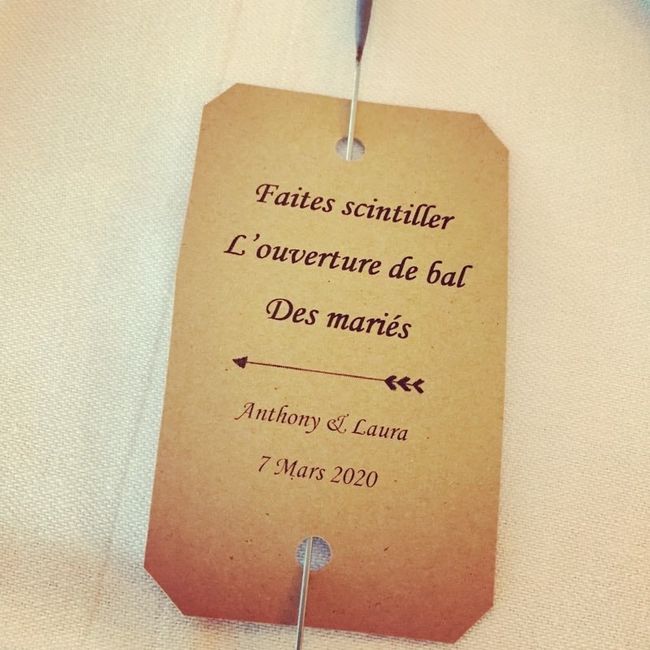 Faites scintiller
L'ouverture de bal
Des mariés
Anthony & Laura
7 Mars 2020